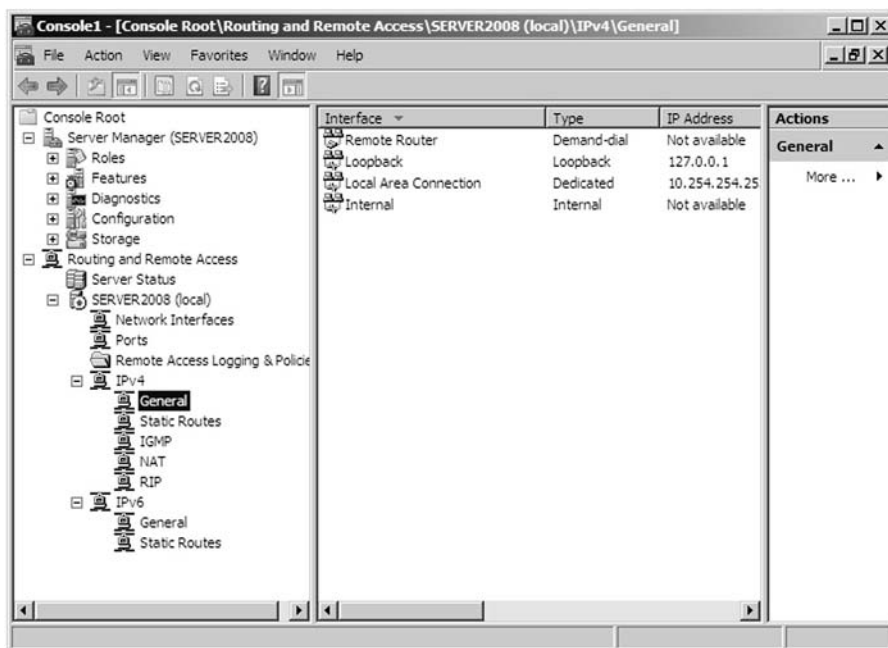 Console1 - [Console Root\Routing and Remote Access\SERVER2008 (local)\IPv4\General]
File Action View Favorites Window Help
Console Root
Server Manager (SERVER2008)
Roles
Features
Diagnostics
Configuration
Storage
Routing and Remote Access
Server Status
SERVER2008 (local)
Network Interfaces
Ports
Remote Access Logging & Policie
IPv4
General
Static Routes
IGMP
NAT
RIP
IPv6
General
Static Routes
Interface Type IP Address
Remote Router Demand-dial Not available
Loopback Loopback 127.0.0.1
Local Area Connection Dedicated 10.254.254.25
Internal Internal Not available
Actions
General
More ...